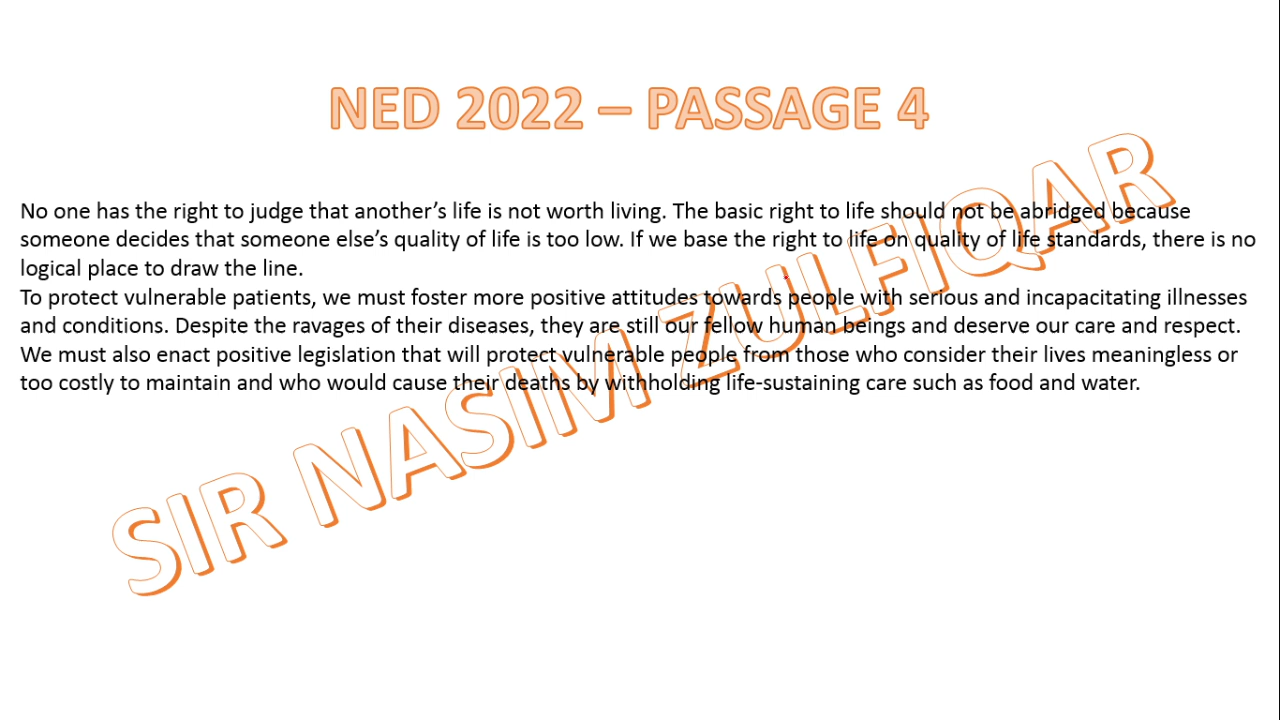 NED 2022 – PASSAGE 4
No one has the right to judge that another’s life is not worth living. The basic right to life should not be abridged because
someone decides that someone else’s quality of life is too low. If we base the right to life on quality of life standards, there is no
logical place to draw the line.
To protect vulnerable patients, we must foster more positive attitudes towards people with serious and incapacitating illnesses
and conditions. Despite the ravages of their diseases, they are still our fellow human beings and deserve our care and respect.
We must also enact positive legislation that will protect vulnerable people from those who consider their lives meaningless or
too costly to maintain and who would cause their deaths by withholding life-sustaining care such as food and water.
SIR NASIM ZULFIQAR